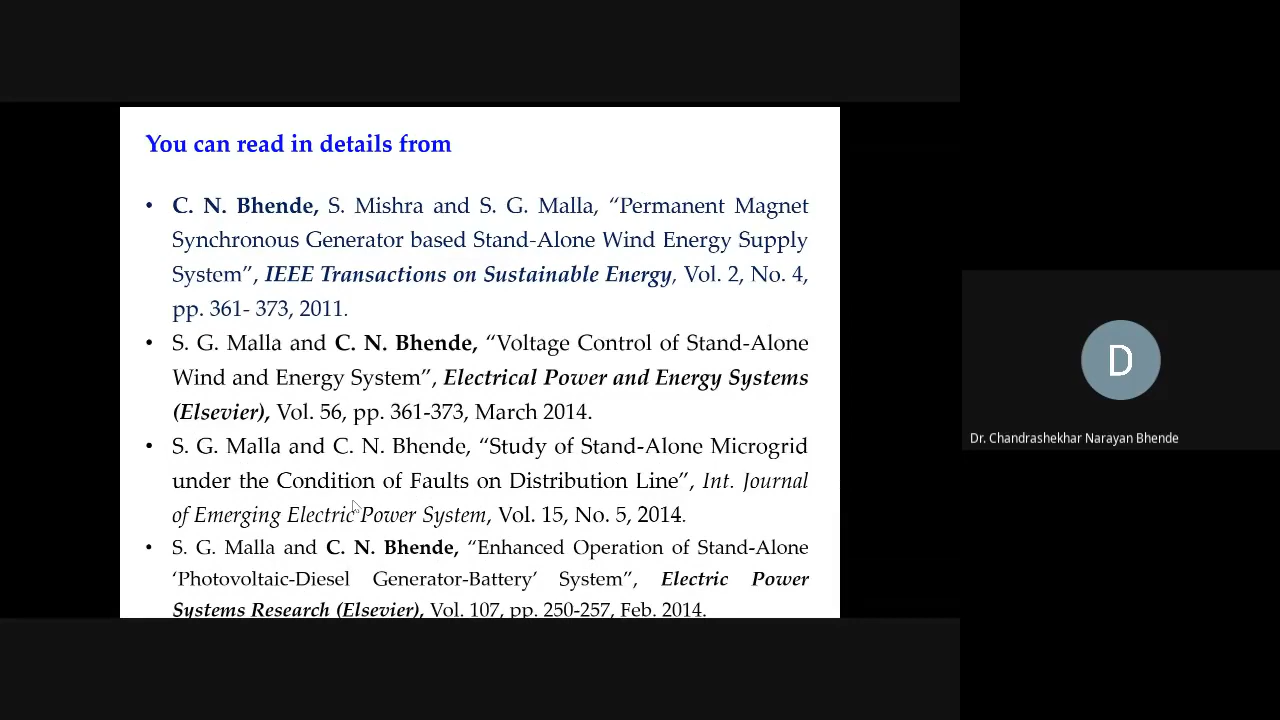 You can read in details from
• C. N. Bhende, S. Mishra and S. G. Malla, “Permanent Magnet
Synchronous Generator based Stand-Alone Wind Energy Supply
System”, IEEE Transactions on Sustainable Energy, Vol. 2, No. 4,
pp. 361- 373, 2011.
• S. G. Malla and C. N. Bhende, “Voltage Control of Stand-Alone
Wind and Energy System”, Electrical Power and Energy Systems
(Elsevier), Vol. 56, pp. 361-373, March 2014.
• S. G. Malla and C. N. Bhende, “Study of Stand-Alone Microgrid
under the Condition of Faults on Distribution Line”, Int. Journal
of Emerging Electric Power System, Vol. 15, No. 5, 2014.
• S. G. Malla and C. N. Bhende, “Enhanced Operation of Stand-Alone
‘Photovoltaic-Diesel Generator-Battery’ System”, Electric Power
Systems Research (Elsevier), Vol. 107, pp. 250-257, Feb. 2014.
D
Dr. Chandrashekhar Narayan Bhende